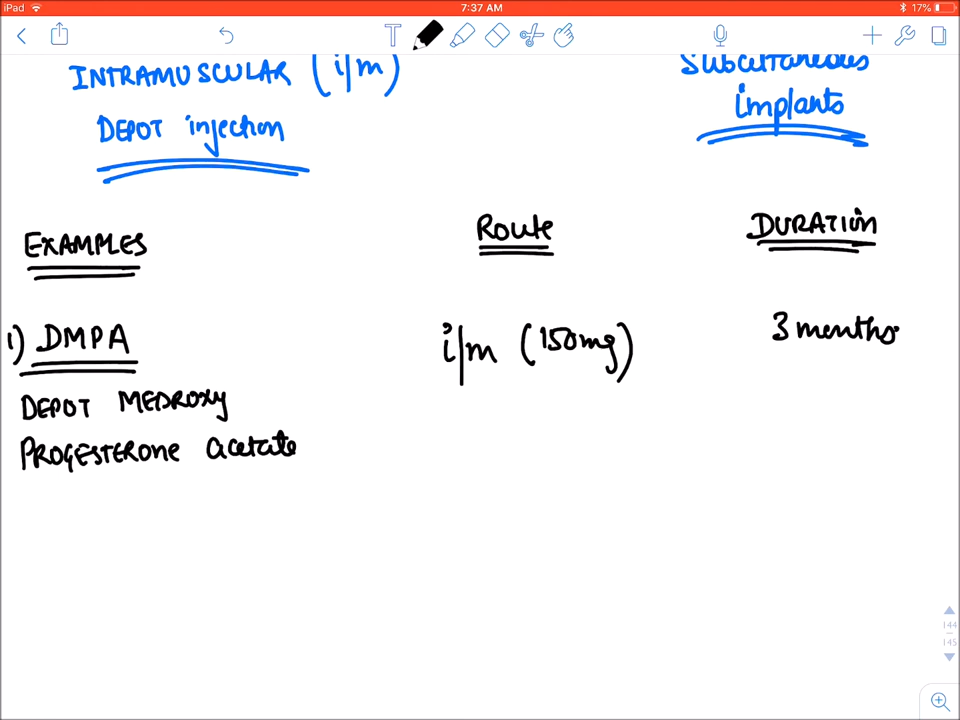 iPad 7:37 AM 17%
T
INTRAMUSCULAR (i/m)
DEPOT injection
Subcutaneous
implants
EXAMPLES Route DURATION
1) DMPA i/m (150mg) 3 months
DEPOT MEDROXY
PROGESTERONE acetate
144
145